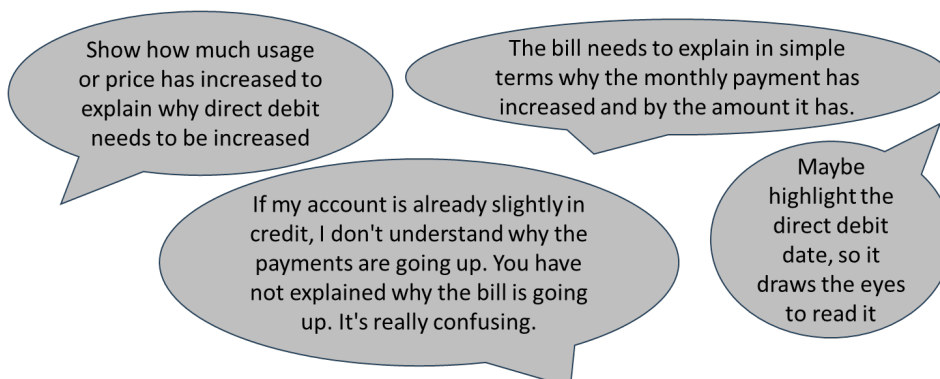 Show how much usage
or price has increased to
explain why direct debit
needs to be increased
The bill needs to explain in simple
terms why the monthly payment has
increased and by the amount it has.
If my account is already slightly in
credit, I don't understand why the
payments are going up. You have
not explained why the bill is going
up. It's really confusing.
Maybe
highlight the
direct debit
date, so it
draws the eyes
to read it